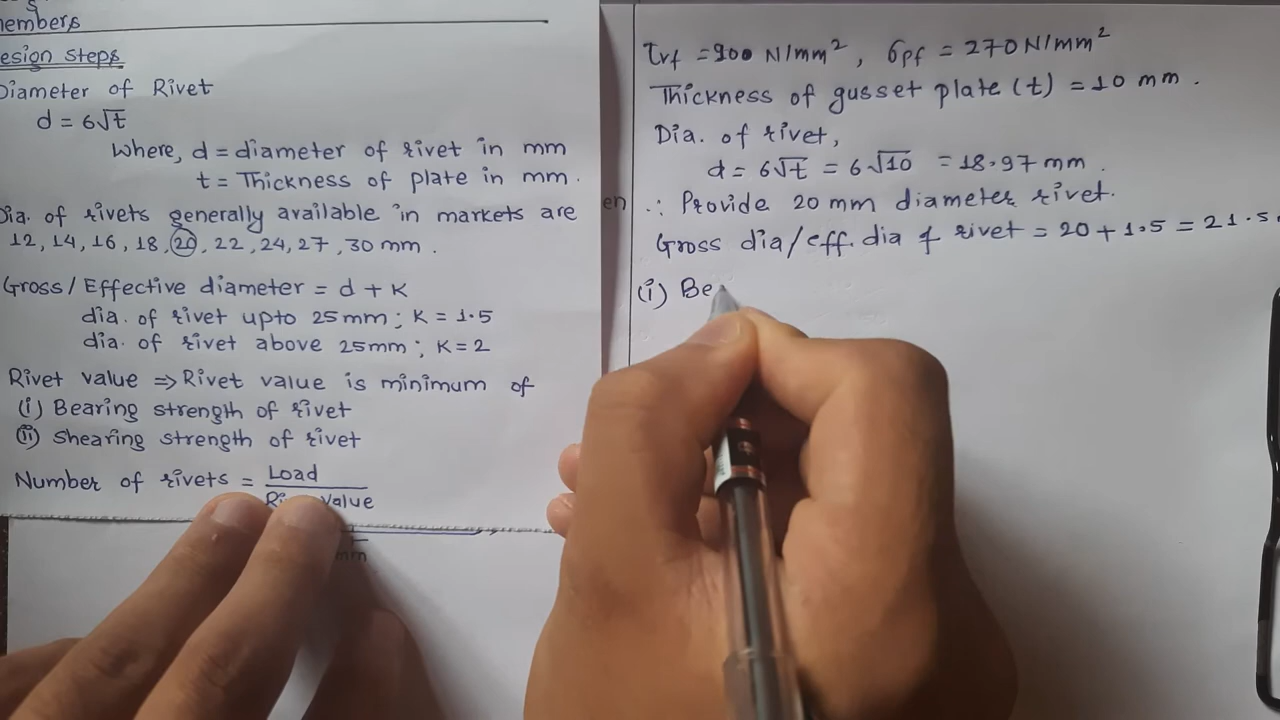 members
Design steps
Diameter of Rivet
d = 6√t
Where, d = diameter of rivet in mm
t = Thickness of plate in mm.
Dia. of rivets generally available in markets are
12, 14, 16, 18, 20, 22, 24, 27, 30 mm.
Gross/Effective diameter = d + K
dia. of rivet upto 25mm; K = 1.5
dia. of rivet above 25mm; K = 2
Rivet value => Rivet value is minimum of
(i) Bearing strength of rivet
(ii) Shearing strength of rivet
Number of rivets = Load
Value
mm
en
τvf = 100 N/mm², σpf = 270 N/mm²
Thickness of gusset plate (t) = 10 mm.
Dia. of rivet,
d = 6√t = 6√10 = 18.97 mm.
∴ Provide 20 mm diameter rivet.
Gross dia/eff. dia of rivet = 20 + 1.5 = 21.5
(i) Be